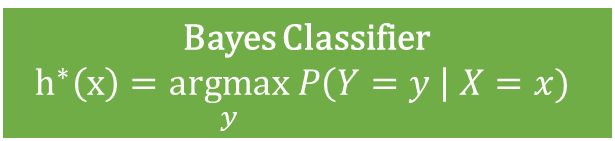 Bayes Classifier
h*(x) = argmax P(Y = y | X = x)
y